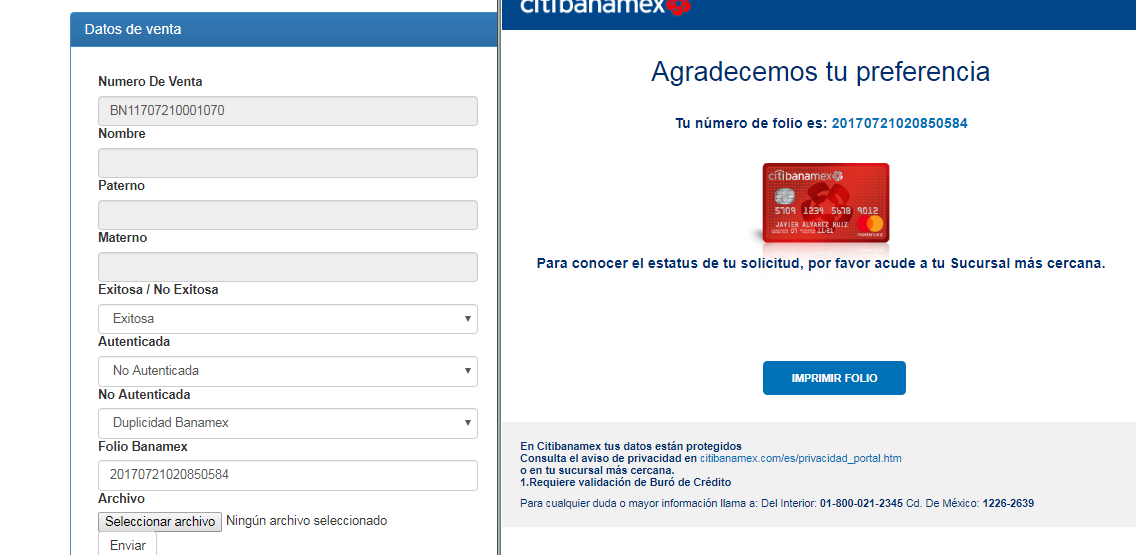 Datos de venta
Numero De Venta
BN11707210001070
Nombre
Paterno
Materno
Exitosa / No Exitosa
Exitosa
Autenticada
No Autenticada
No Autenticada
Duplicidad Banamex
Folio Banamex
20170721020850584
Archivo
Seleccionar archivo Ningún archivo seleccionado
Enviar
citibanamex
Agradecemos tu preferencia
Tu número de folio es: 20170721020850584
citibanamex
5709 1234 5678 9012
JAVIER ALVAREZ RUIZ
07 11/21
mastercard
Para conocer el estatus de tu solicitud, por favor acude a tu Sucursal más cercana.
IMPRIMIR FOLIO
En Citibanamex tus datos están protegidos
Consulta el aviso de privacidad en citibanamex.com/es/privacidad_portal.htm
o en tu sucursal más cercana.
1.Requiere validación de Buró de Crédito
Para cualquier duda o mayor información llama a: Del Interior: 01-800-021-2345 Cd. De México: 1226-2639